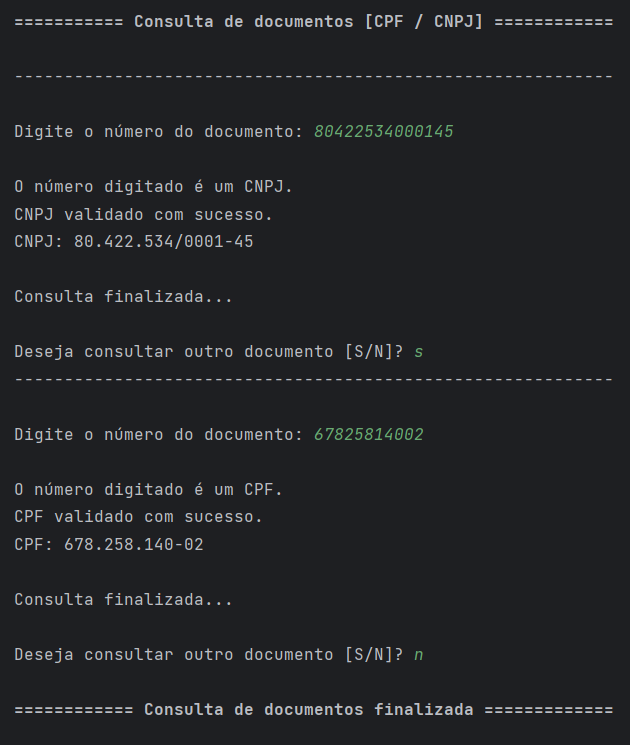 =========== Consulta de documentos [CPF / CNPJ] ============
------------------------------------------------------------
Digite o número do documento: 80422534000145
O número digitado é um CNPJ.
CNPJ validado com sucesso.
CNPJ: 80.422.534/0001-45
Consulta finalizada...
Deseja consultar outro documento [S/N]? s
------------------------------------------------------------
Digite o número do documento: 67825814002
O número digitado é um CPF.
CPF validado com sucesso.
CPF: 678.258.140-02
Consulta finalizada...
Deseja consultar outro documento [S/N]? n
============ Consulta de documentos finalizada =============